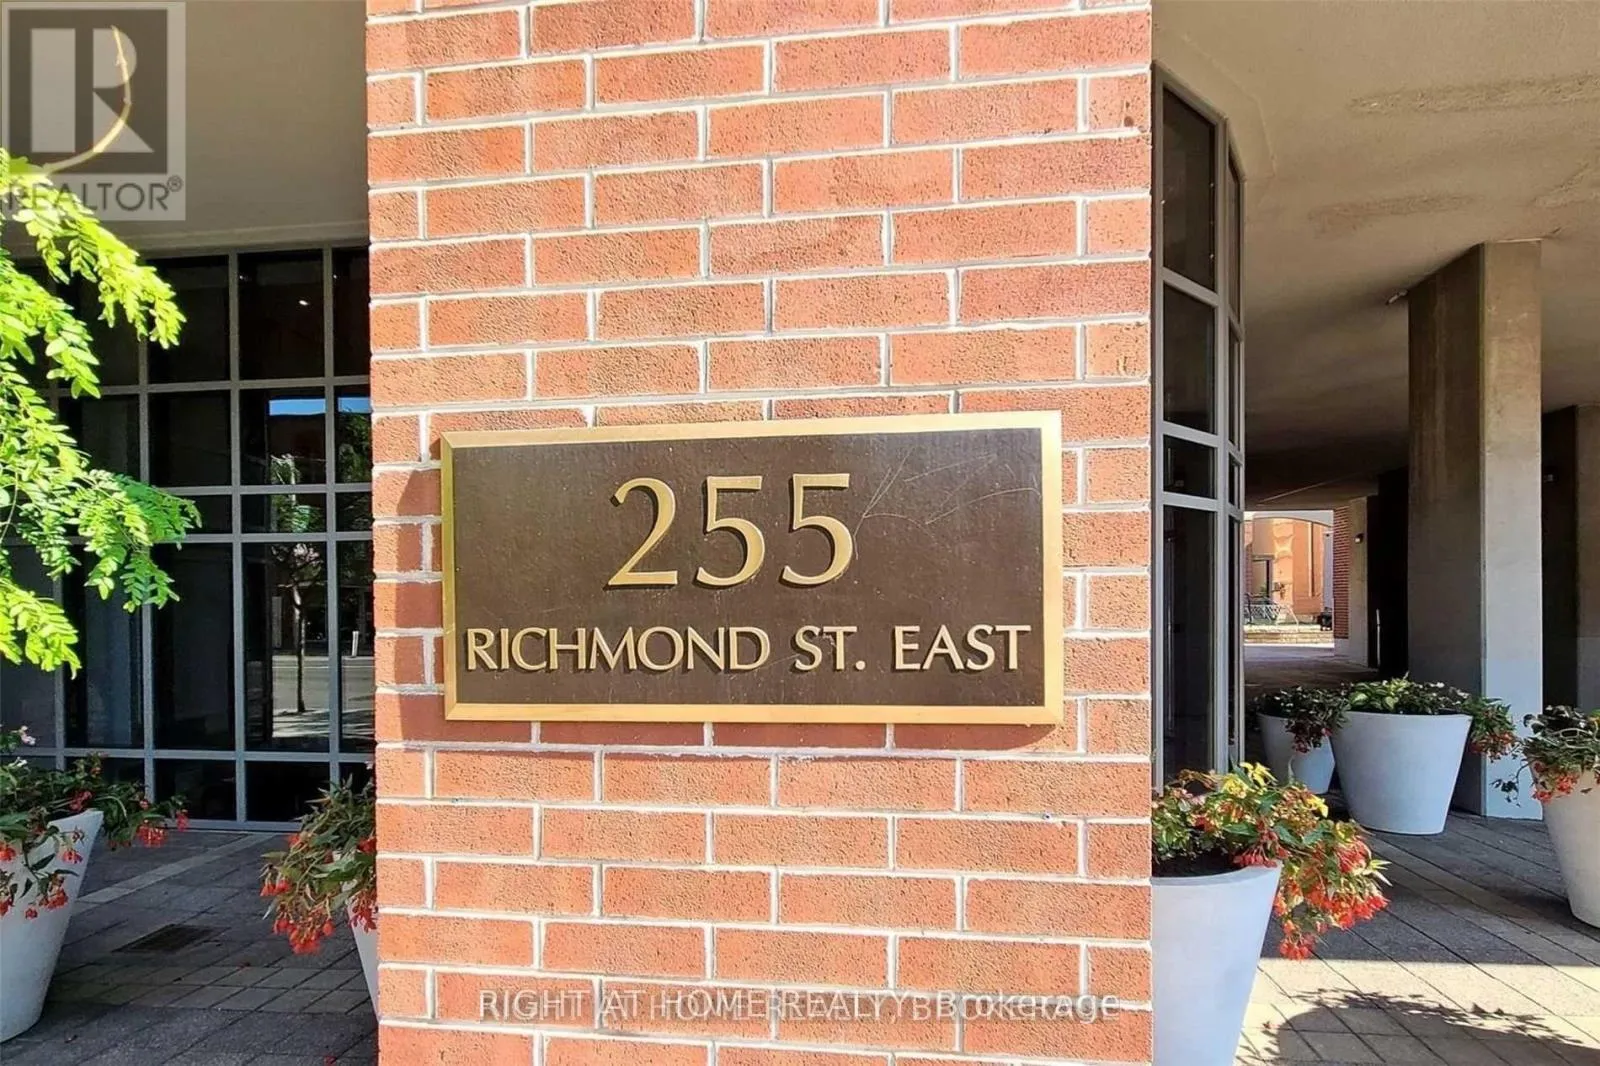 REALTOR®
255
RICHMOND ST. EAST
RIGHT AT HOME REALTY, Brokerage